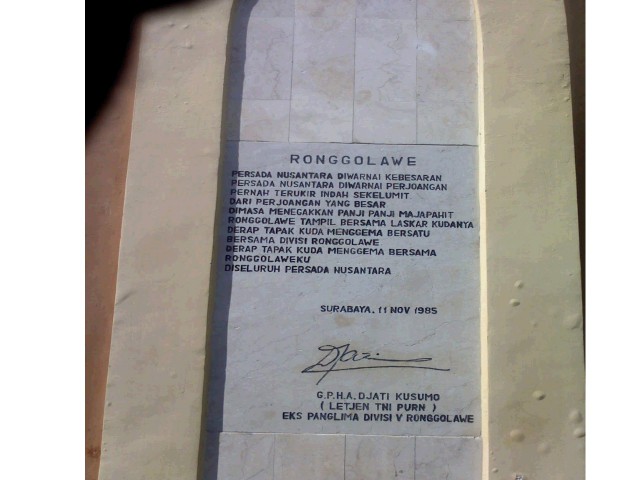 RONGGOLAWE
PERSADA NUSANTARA DIWARNAI KEBESARAN
PERSADA NUSANTARA DIWARNAI PERJOANGAN
PERNAH TERUKIR INDAH SEKELUMIT
DARI PERJOANGAN YANG BESAR
DIMASA MENEGAKKAN PANJI PANJI MAJAPAHIT
RONGGOLAWE TAMPIL BERSAMA LASKAR KUDANYA
DERAP TAPAK KUDA MENGGEMA BERSATU
BERSAMA DIVISI RONGGOLAWE
DERAP TAPAK KUDA MENGGEMA BERSAMA
RONGGOLAWEKU
DISELURUH PERSADA NUSANTARA
SURABAYA, 11 NOV 1985
G.P.H.A. DJATI KUSUMO
( LETJEN TNI PURN )
EKS PANGLIMA DIVISI V RONGGOLAWE